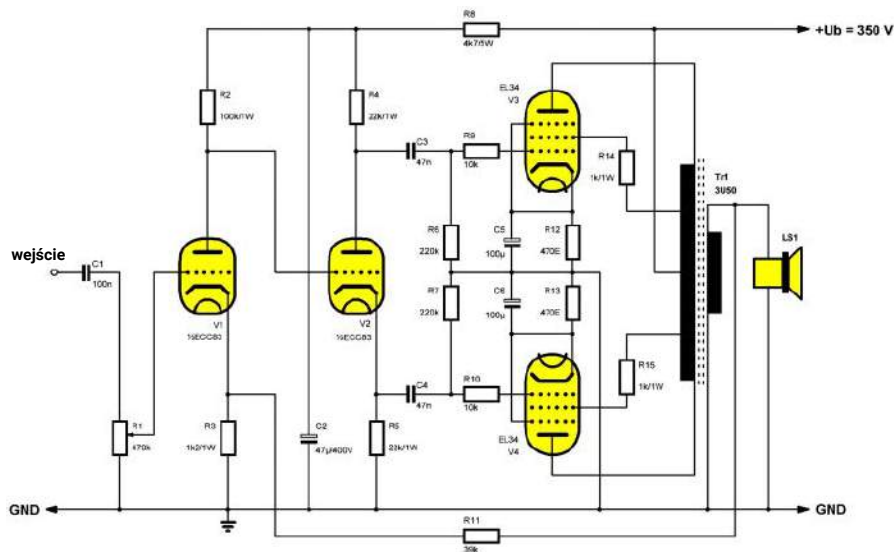 R8
4k7/5W
+Ub = 350 V
R2
100k/1W
R4
22k/1W
EL34
V3
C3
47n
R9
10k
R14
1k/1W
Tr1
3U50
LS1
wejście
C1
100n
V1
½ECC83
V2
½ECC83
R6
220k
C5
100µ
R12
470E
R7
220k
C6
100µ
R13
470E
R15
1k/1W
C4
47n
R10
10k
EL34
V4
R1
470k
R3
1k2/1W
C2
47µ/400V
R5
22k/1W
GND
GND
R11
39k